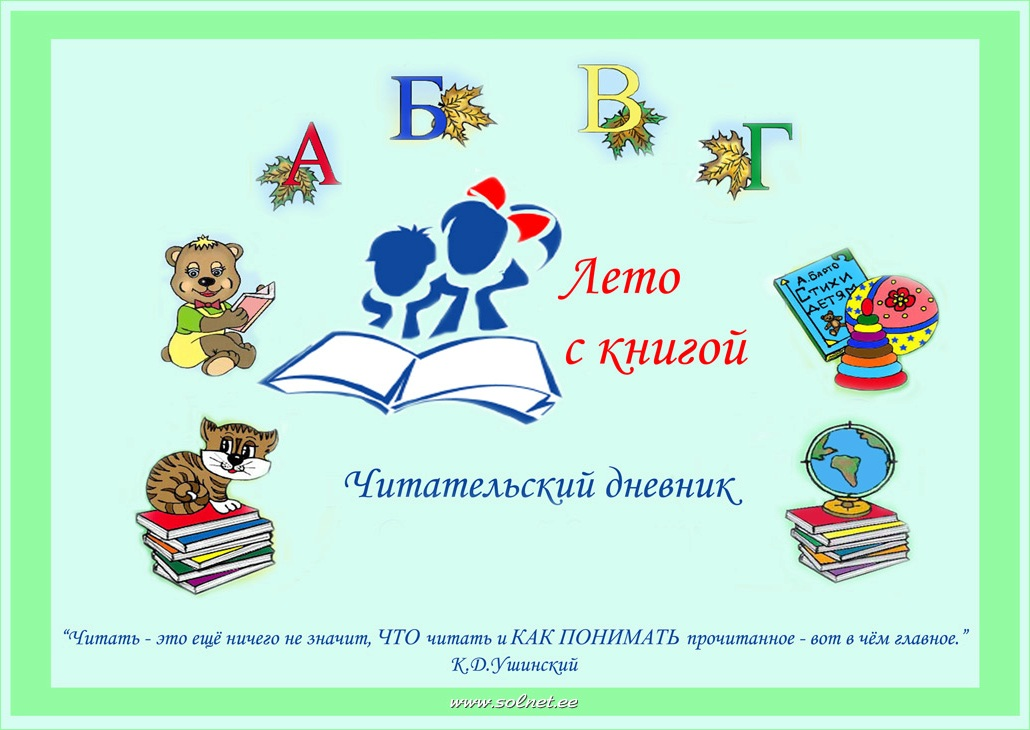 А
Б
В
Г
Лето
с книгой
А. Барто
Стихи
детям
Читательский дневник
“Читать - это ещё ничего не значит, ЧТО читать и КАК ПОНИМАТЬ прочитанное - вот в чём главное.”
К.Д.Ушинский
www.solnet.ee